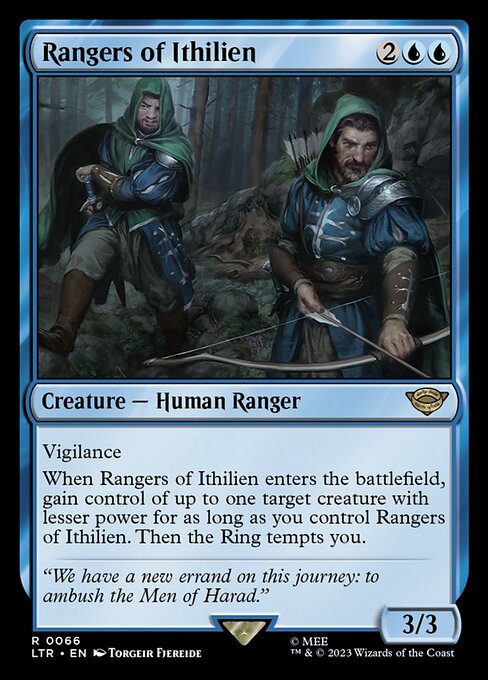 Rangers of Ithilien 2
Creature — Human Ranger
Vigilance
When Rangers of Ithilien enters the battlefield,
gain control of up to one target creature with
lesser power for as long as you control Rangers
of Ithilien. Then the Ring tempts you.
“We have a new errand on this journey: to
ambush the Men of Harad.”
3/3
R 0066
LTR • EN Torgeir Fjereide
© MEE
™ & © 2023 Wizards of the Coast